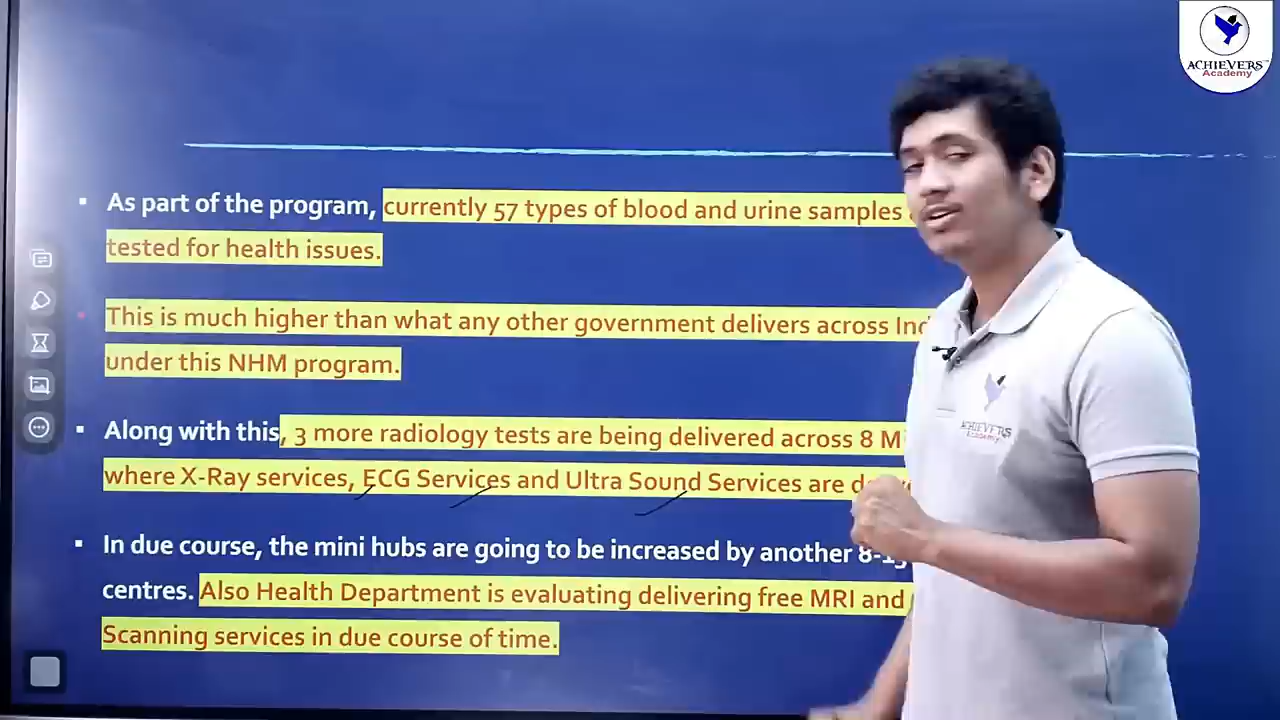 ACHIEVERS
Academy
As part of the program, currently 57 types of blood and urine samples
tested for health issues.
This is much higher than what any other government delivers across
under this NHM program.
Along with this, 3 more radiology tests are being delivered across 8
where X-Ray services, ECG Services and Ultra Sound Services are
In due course, the mini hubs are going to be increased by another
centres. Also Health Department is evaluating delivering free MRI and
Scanning services in due course of time.
ACHIEVERS
Academy